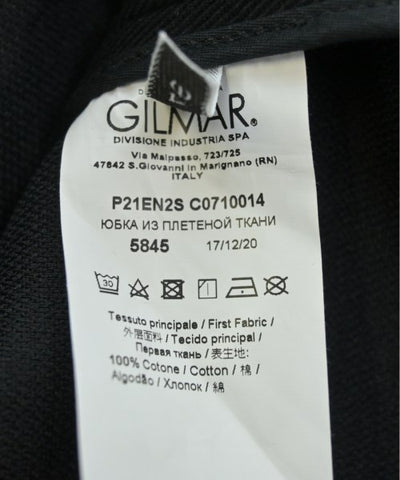 GILMAR®
DIVISIONE INDUSTRIA SPA
Via Malpasso, 723/725
47842 S.Giovanni in Marignano (RN)
ITALY
P21EN2S C0710014
ЮБКА ИЗ ПЛЕТЕНОЙ ТКАНИ
5845 17/12/20
30
Tessuto principale / First Fabric /
外层面料 / Tecido principal /
Первая ткань / 表生地:
100% Cotone / Cotton / 棉 /
Algodão / Хлопок / 綿